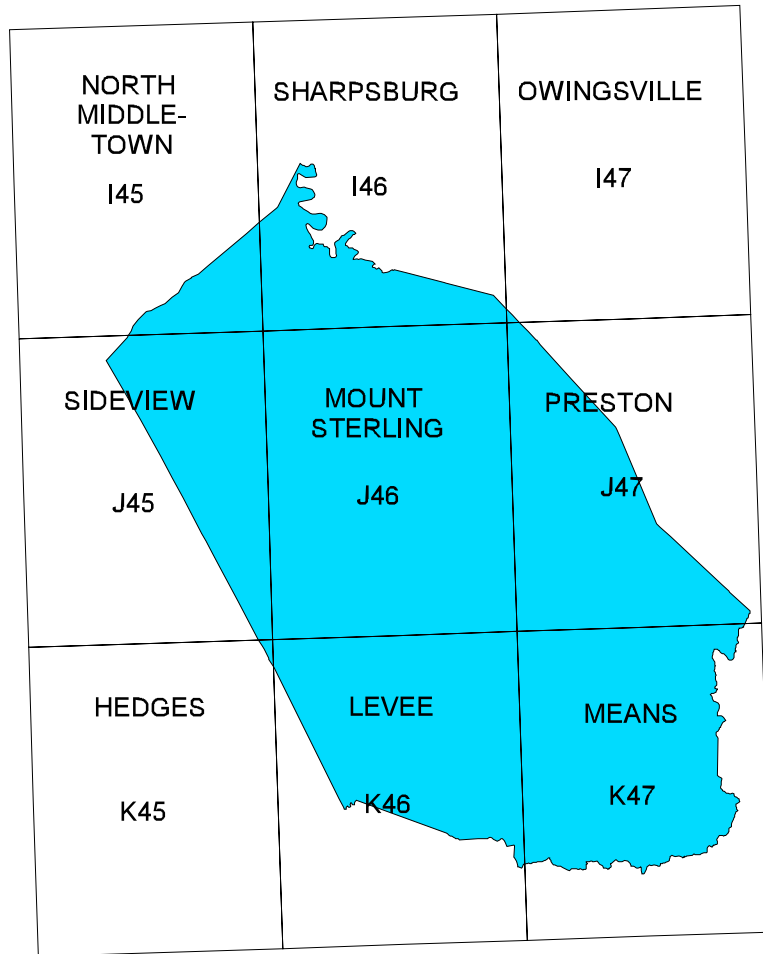 NORTH
MIDDLE-
TOWN
I45
SHARPSBURG
I46
OWINGSVILLE
I47
SIDEVIEW
J45
MOUNT
STERLING
J46
PRESTON
J47
HEDGES
K45
LEVEE
K46
MEANS
K47